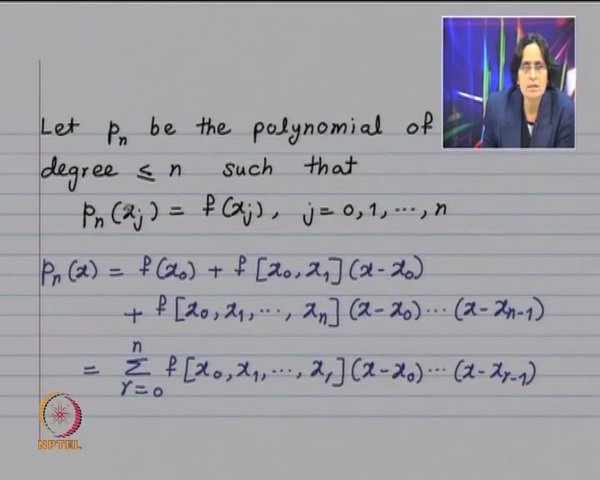 Let pₙ be the polynomial of
degree ≤ n such that
pₙ(xⱼ) = f(xⱼ), j = 0, 1, ⋯, n
pₙ(x) = f(x₀) + f[x₀, x₁](x - x₀)
+ f[x₀, x₁, ⋯, xₙ](x - x₀) ⋯ (x - xₙ₋₁)
= Σ_{r=0}^{n} f[x₀, x₁, ⋯, xᵣ](x - x₀) ⋯ (x - xᵣ₋₁)
NPTEL